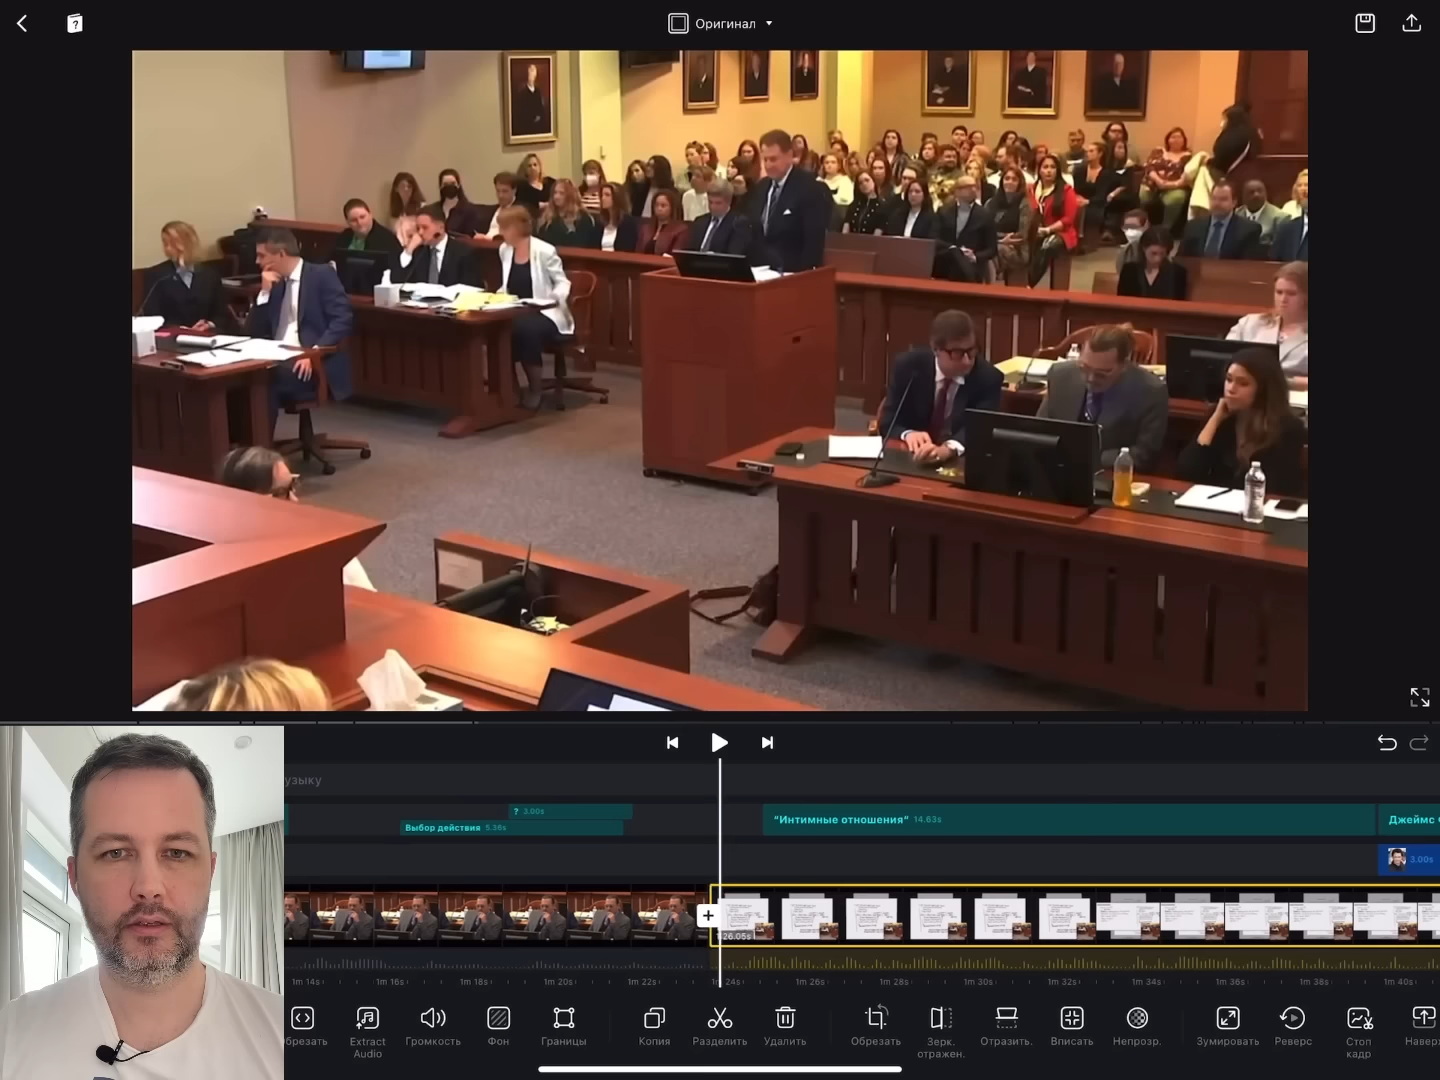 Оригинал
узыку
? 3.00s
Выбор действия 5.36s
"Интимные отношения" 14.63s
Джеймс
3.00s
26.05s
1m 14s
1m 16s
1m 18s
1m 20s
1m 22s
24s
1m 26s
1m 28s
1m 30s
1m 32s
1m 34s
1m 36s
1m 38s
1m 40s
брезать
Extract
Audio
Громкость
Фон
Границы
Копия
Разделить
Удалить
Обрезать
Зерк.
отражен.
Отразить.
Вписать
Непрозр.
Зумировать
Реверс
Стоп
кадр
Наверх